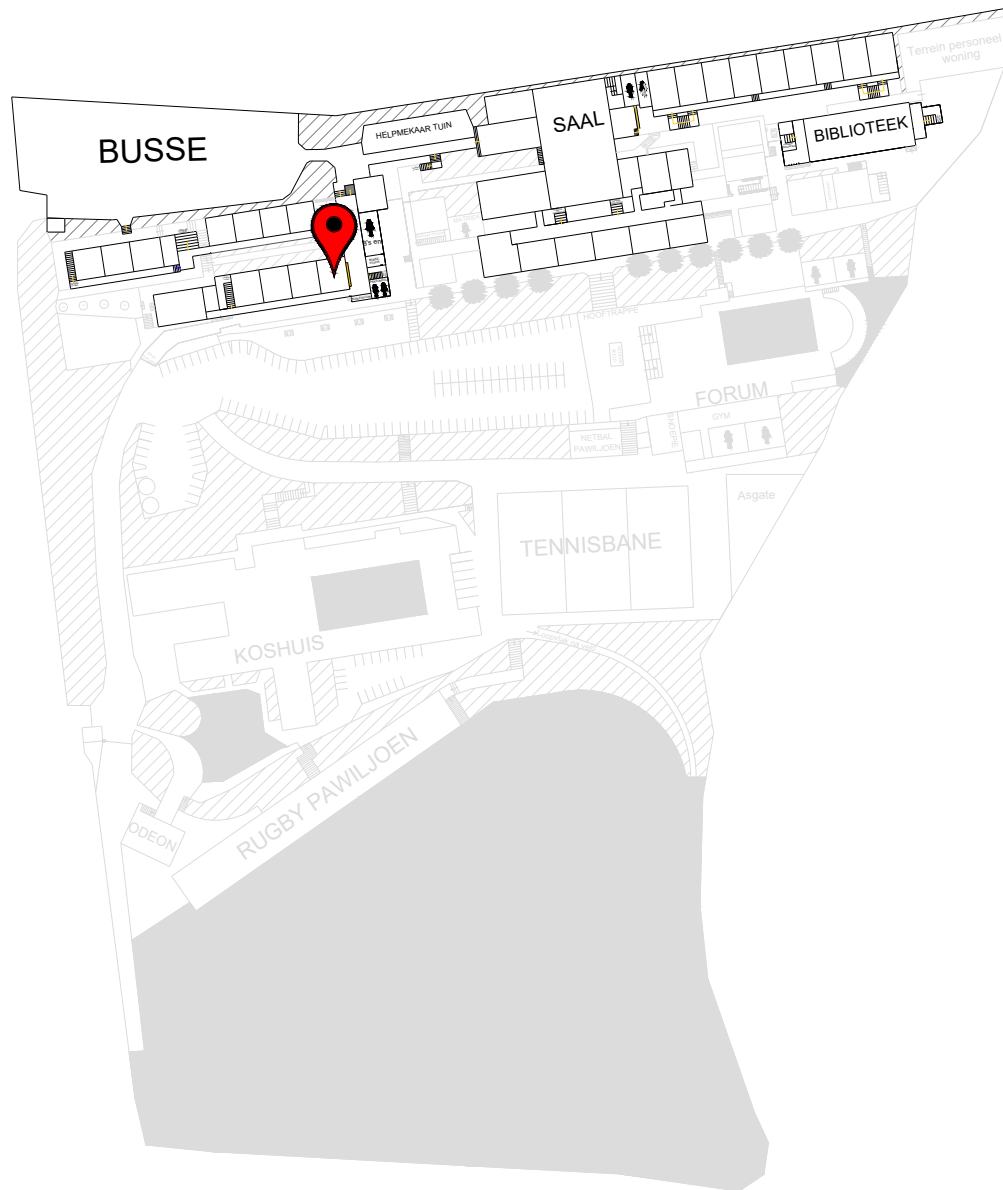 Terrein personeel
woning
HELPMEKAAR TUIN
SAAL
BIBLIOTEEK
BUSSE
HOOFTRAPPE
FORUM
GYM
NETBAL
PAWILJOEN
Asgate
TENNISBANE
KOSHUIS
RUGBY PAWILJOEN
ODEON